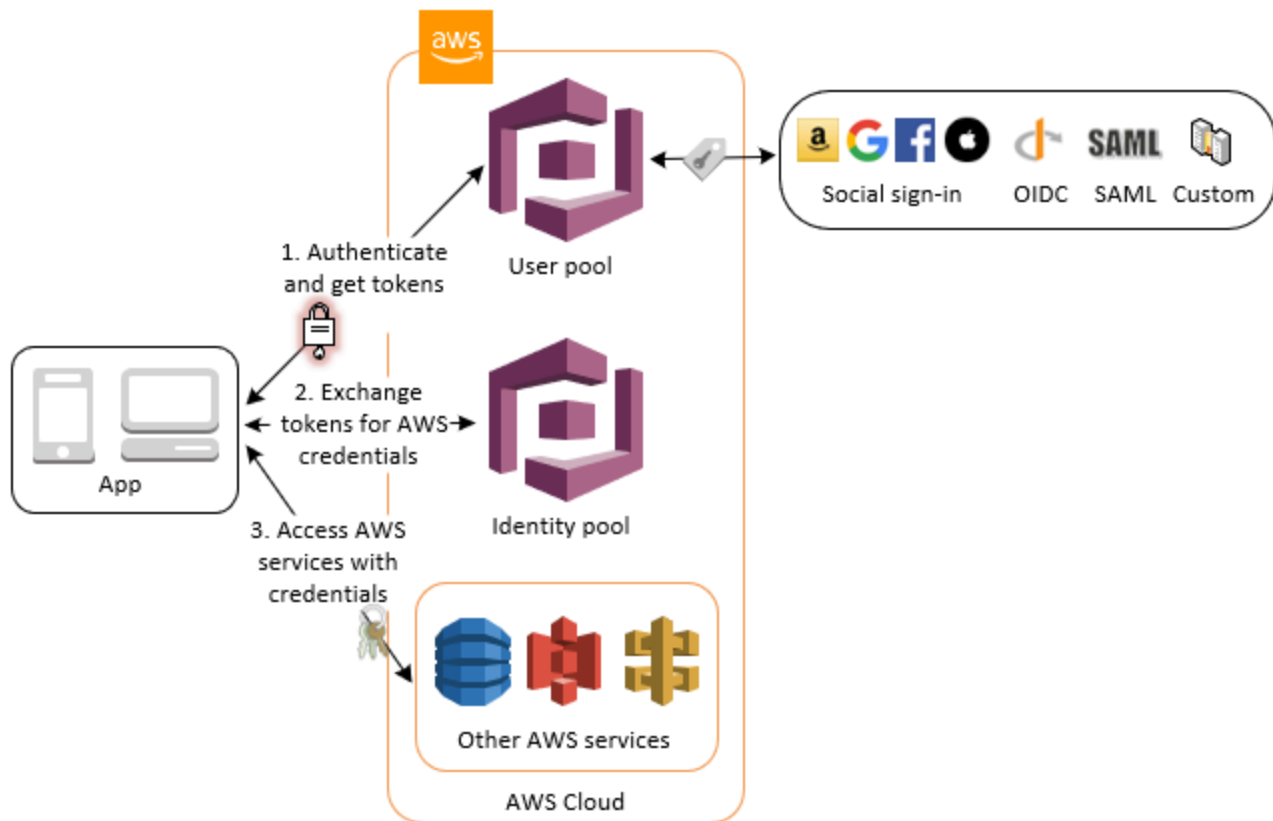 aws
a
G
f
SAML
Social sign-in
OIDC
SAML
Custom
1. Authenticate
and get tokens
User pool
2. Exchange
tokens for AWS
credentials
App
Identity pool
3. Access AWS
services with
credentials
Other AWS services
AWS Cloud